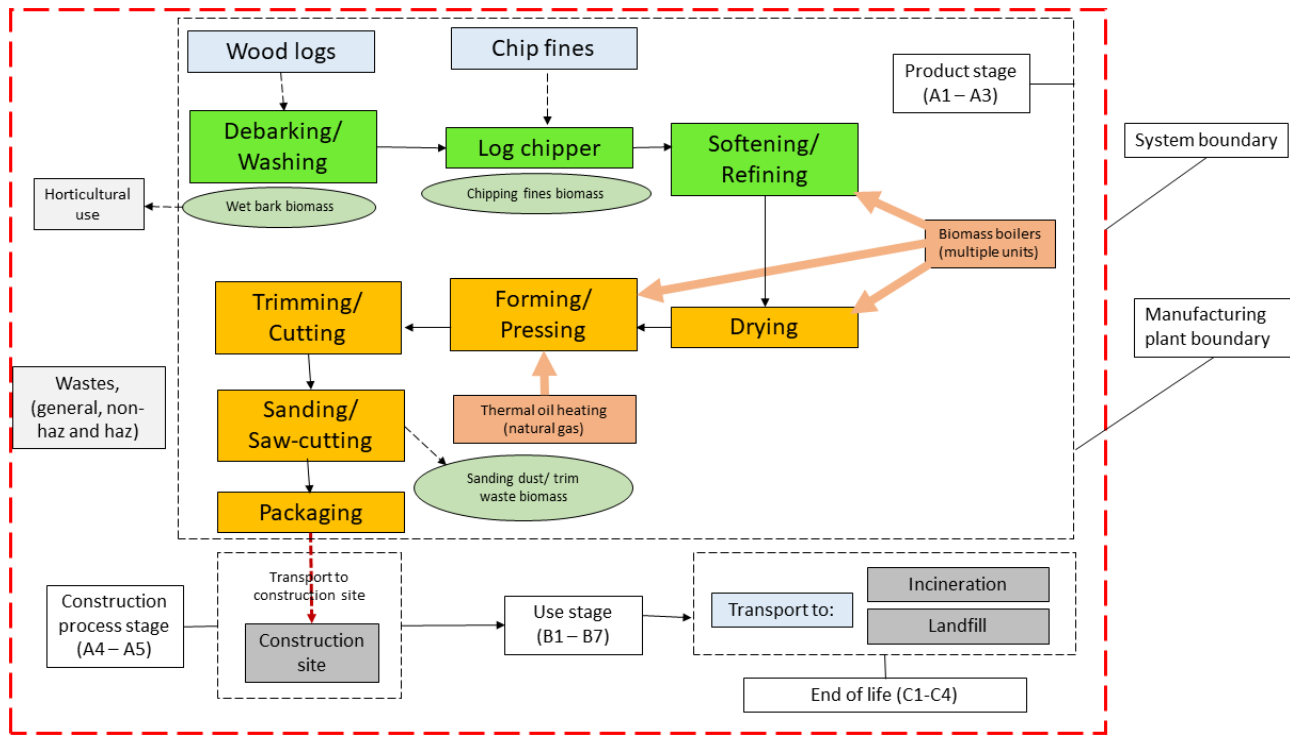 Wood logs
Chip fines
Product stage
(A1 – A3)
Debarking/
Washing
Log chipper
Softening/
Refining
System boundary
Horticultural
use
Wet bark biomass
Chipping fines biomass
Biomass boilers
(multiple units)
Trimming/
Cutting
Forming/
Pressing
Drying
Manufacturing
plant boundary
Wastes,
(general, non-
haz and haz)
Sanding/
Saw-cutting
Thermal oil heating
(natural gas)
Sanding dust/ trim
waste biomass
Packaging
Construction
process stage
(A4 – A5)
Transport to
construction site
Construction
site
Use stage
(B1 – B7)
Transport to:
Incineration
Landfill
End of life (C1-C4)